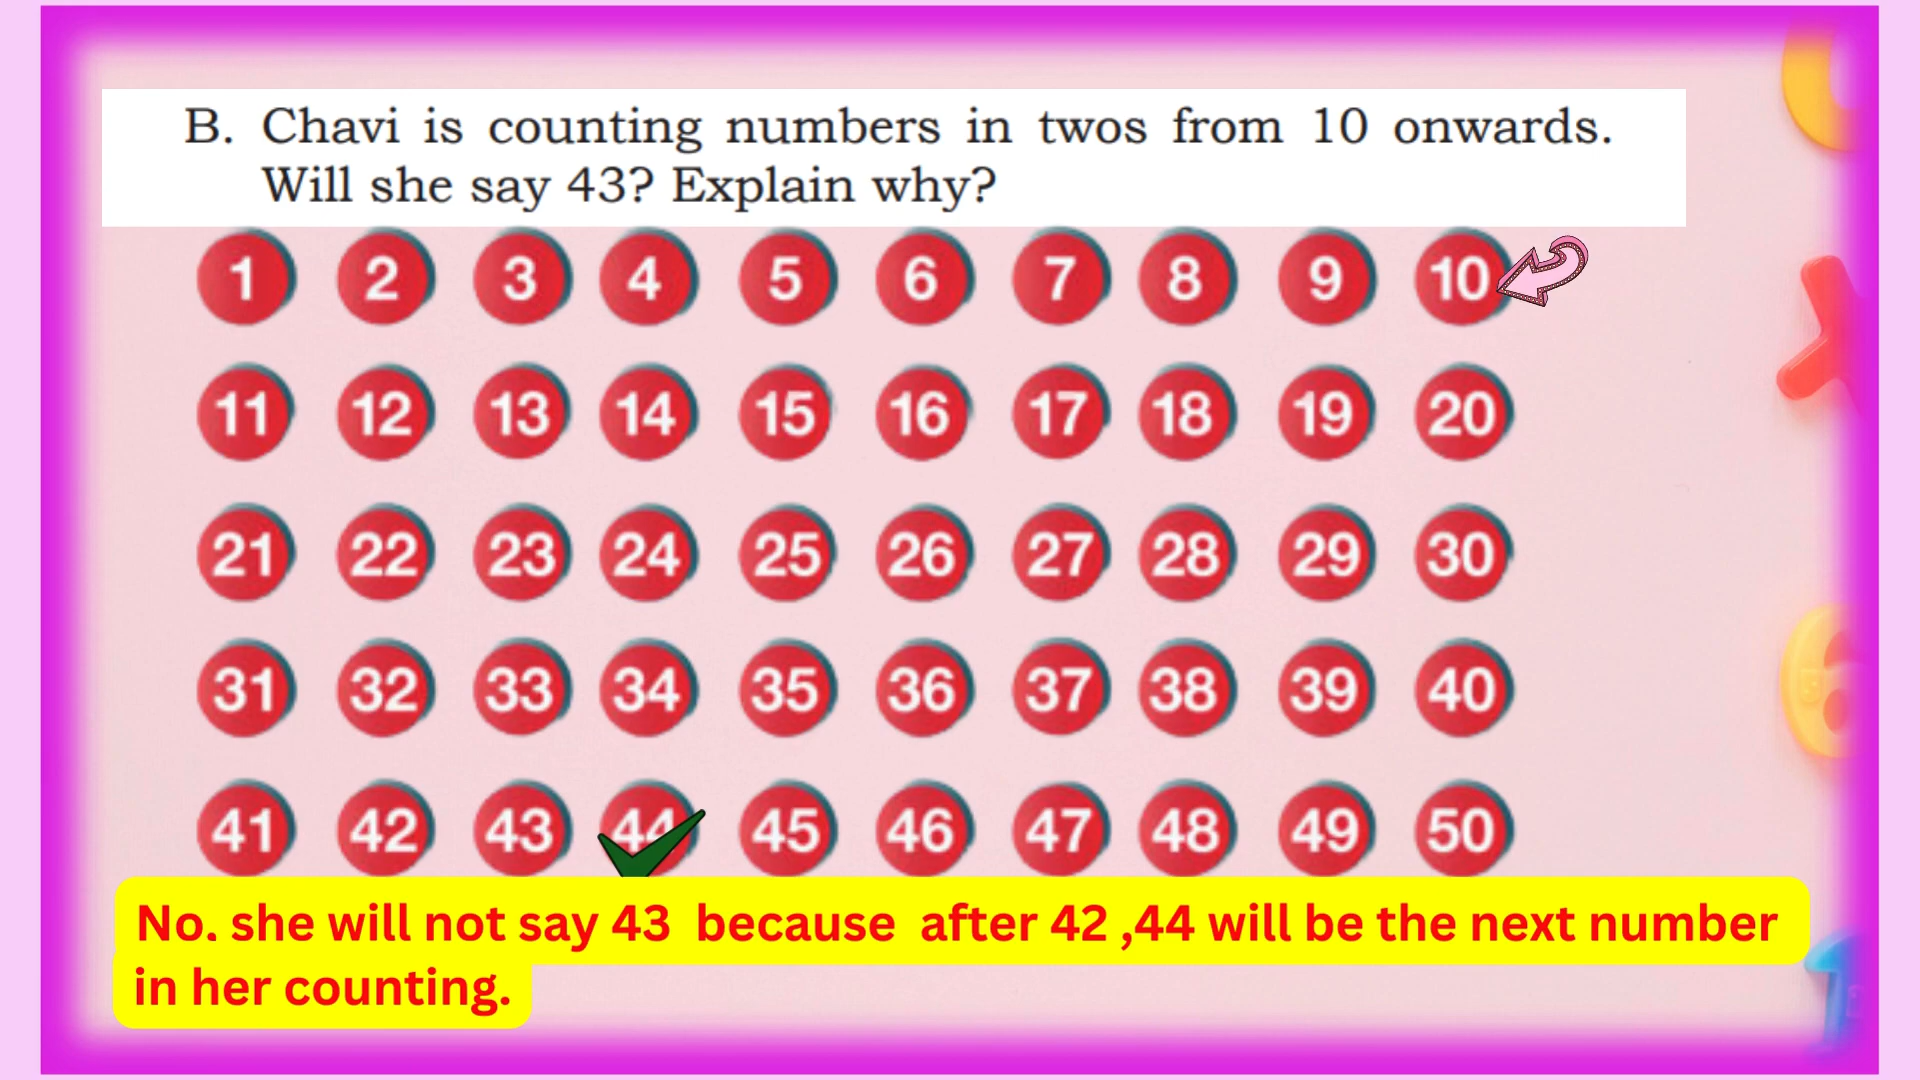 B. Chavi is counting numbers in twos from 10 onwards.
Will she say 43? Explain why?
1 2 3 4 5 6 7 8 9 10
11 12 13 14 15 16 17 18 19 20
21 22 23 24 25 26 27 28 29 30
31 32 33 34 35 36 37 38 39 40
41 42 43 44 45 46 47 48 49 50
No. she will not say 43 because after 42 ,44 will be the next number
in her counting.